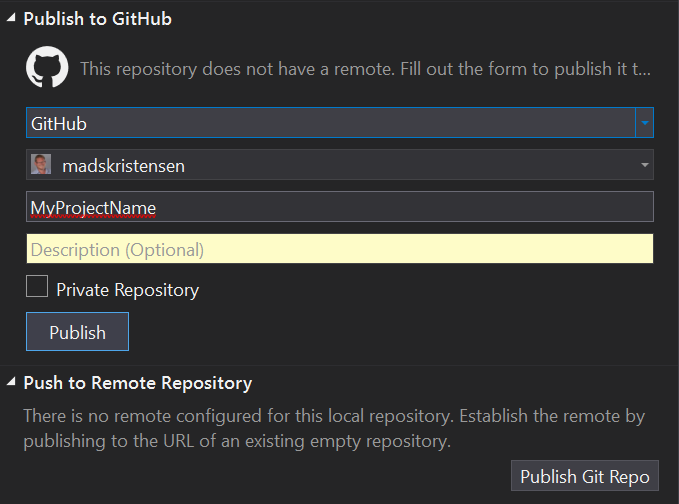 Publish to GitHub
This repository does not have a remote. Fill out the form to publish it t...
GitHub
madskristensen
MyProjectName
Description (Optional)
Private Repository
Publish
Push to Remote Repository
There is no remote configured for this local repository. Establish the remote by
publishing to the URL of an existing empty repository.
Publish Git Repo